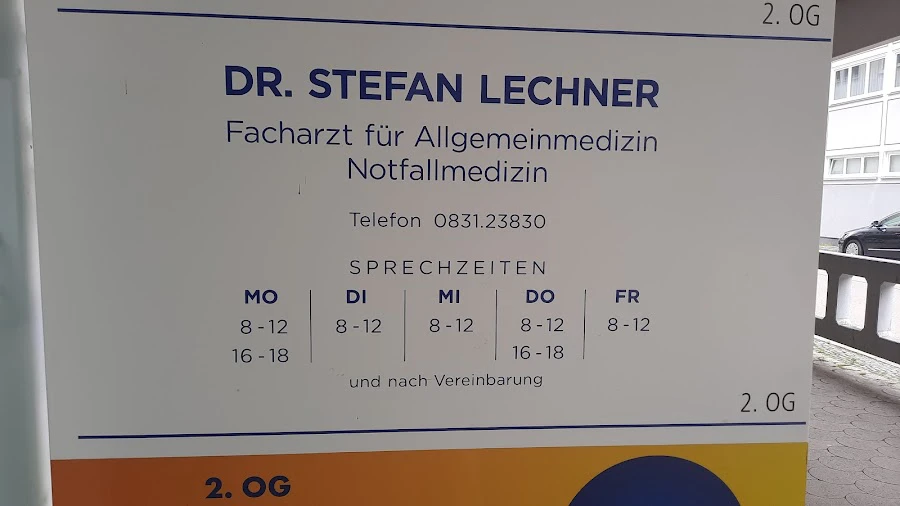 2. OG
DR. STEFAN LECHNER
Facharzt für Allgemeinmedizin
Notfallmedizin
Telefon 0831.23830
SPRECHZEITEN
MO DI MI DO FR
8 - 12 8 - 12 8 - 12 8 - 12 8 - 12
16 - 18 16 - 18
und nach Vereinbarung
2. OG
2. OG